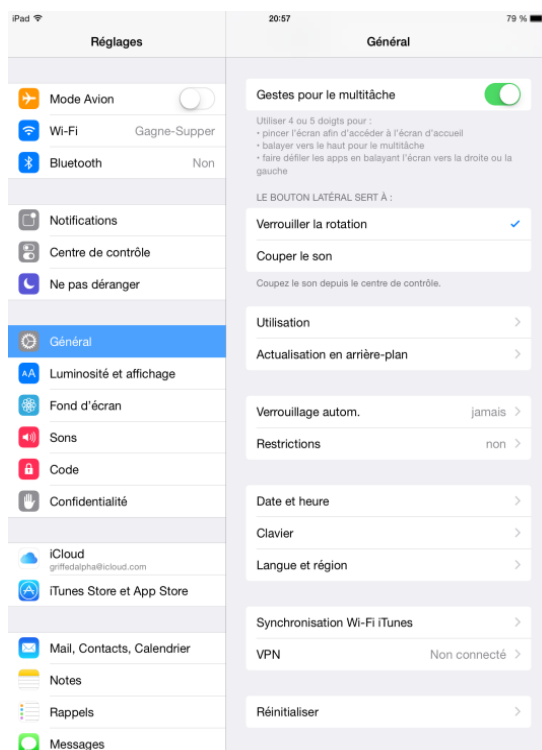 iPad
20:57
79 %
Réglages
Général
Mode Avion
Wi-Fi
Gagne-Supper
Bluetooth
Non
Notifications
Centre de contrôle
Ne pas déranger
Général
AA
Luminosité et affichage
Fond d'écran
Sons
Code
Confidentialité
iCloud
griffedalpha@icloud.com
iTunes Store et App Store
Mail, Contacts, Calendrier
Notes
Rappels
Messages
Gestes pour le multitâche
Utiliser 4 ou 5 doigts pour :
• pincer l'écran afin d'accéder à l'écran d'accueil
• balayer vers le haut pour le multitâche
• faire défiler les apps en balayant l'écran vers la droite ou la
gauche
LE BOUTON LATÉRAL SERT À :
Verrouiller la rotation
Couper le son
Coupez le son depuis le centre de contrôle.
Utilisation
Actualisation en arrière-plan
Verrouillage autom.
jamais
Restrictions
non
Date et heure
Clavier
Langue et région
Synchronisation Wi-Fi iTunes
VPN
Non connecté
Réinitialiser